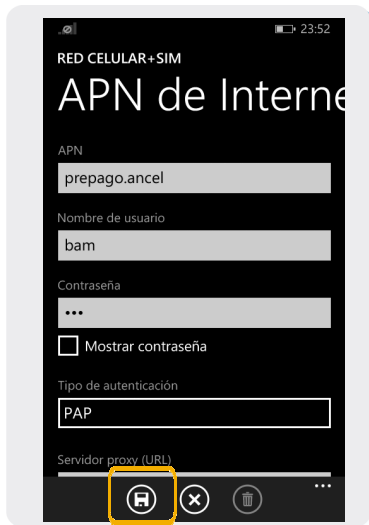 23:52
RED CELULAR+SIM
APN de Interne
APN
prepago.ancel
Nombre de usuario
bam
Contraseña
•••
Mostrar contraseña
Tipo de autenticación
PAP
Servidor proxy (URL)